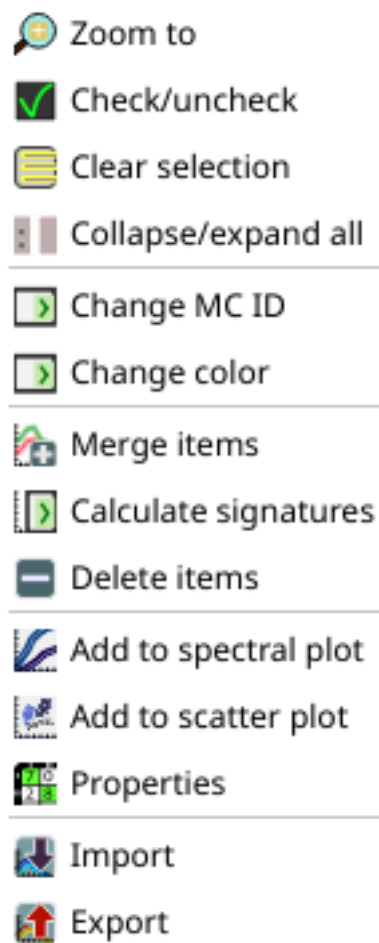 Zoom to
Check/uncheck
Clear selection
Collapse/expand all
Change MC ID
Change color
Merge items
Calculate signatures
Delete items
Add to spectral plot
Add to scatter plot
Properties
Import
Export